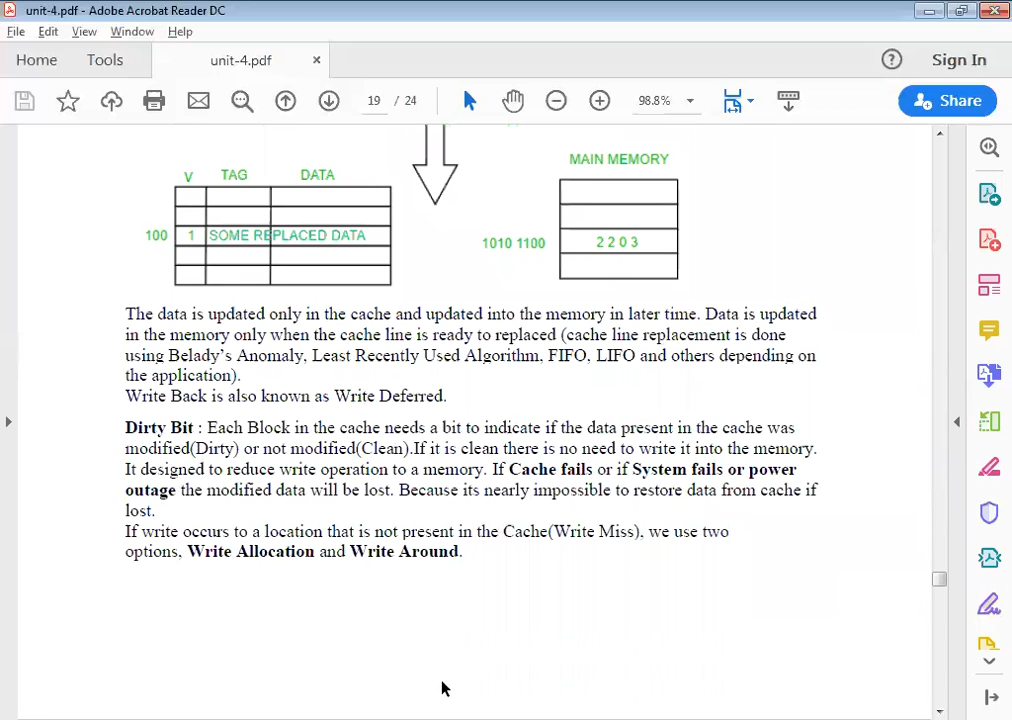 unit-4.pdf - Adobe Acrobat Reader DC
File Edit View Window Help
Home Tools unit-4.pdf × Sign In
19 / 24 98.8% Share
MAIN MEMORY
V TAG DATA
100 1 SOME REPLACED DATA
1010 1100 2 2 0 3
The data is updated only in the cache and updated into the memory in later time. Data is updated
in the memory only when the cache line is ready to replaced (cache line replacement is done
using Belady’s Anomaly, Least Recently Used Algorithm, FIFO, LIFO and others depending on
the application).
Write Back is also known as Write Deferred.
Dirty Bit : Each Block in the cache needs a bit to indicate if the data present in the cache was
modified(Dirty) or not modified(Clean).If it is clean there is no need to write it into the memory.
It designed to reduce write operation to a memory. If Cache fails or if System fails or power
outage the modified data will be lost. Because its nearly impossible to restore data from cache if
lost.
If write occurs to a location that is not present in the Cache(Write Miss), we use two
options, Write Allocation and Write Around.